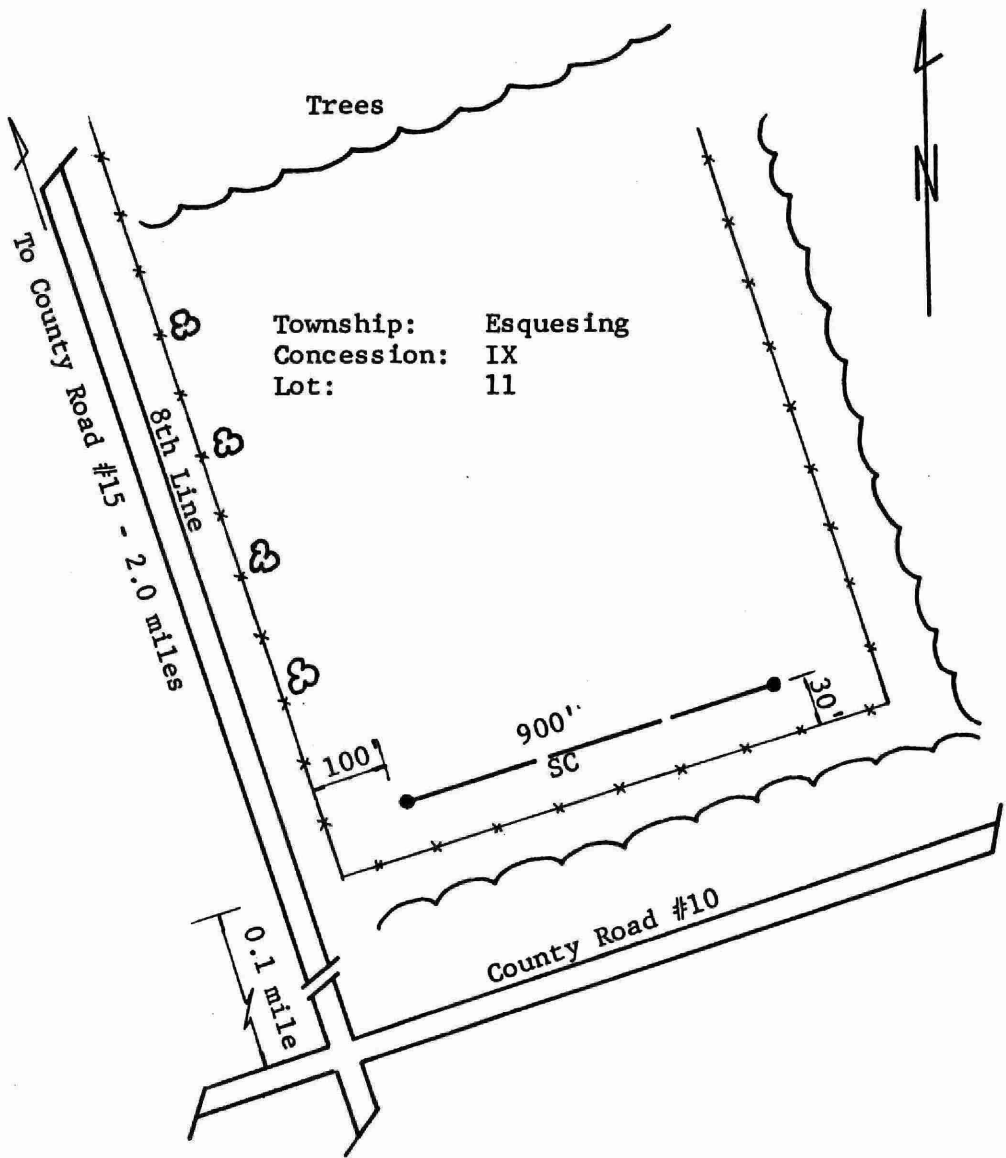 Trees
N
To County Road #15 - 2.0 miles
Township: Esquesing
Concession: IX
Lot: 11
8th Line
900'
SC
30'
100'
County Road #10
0.1 mile